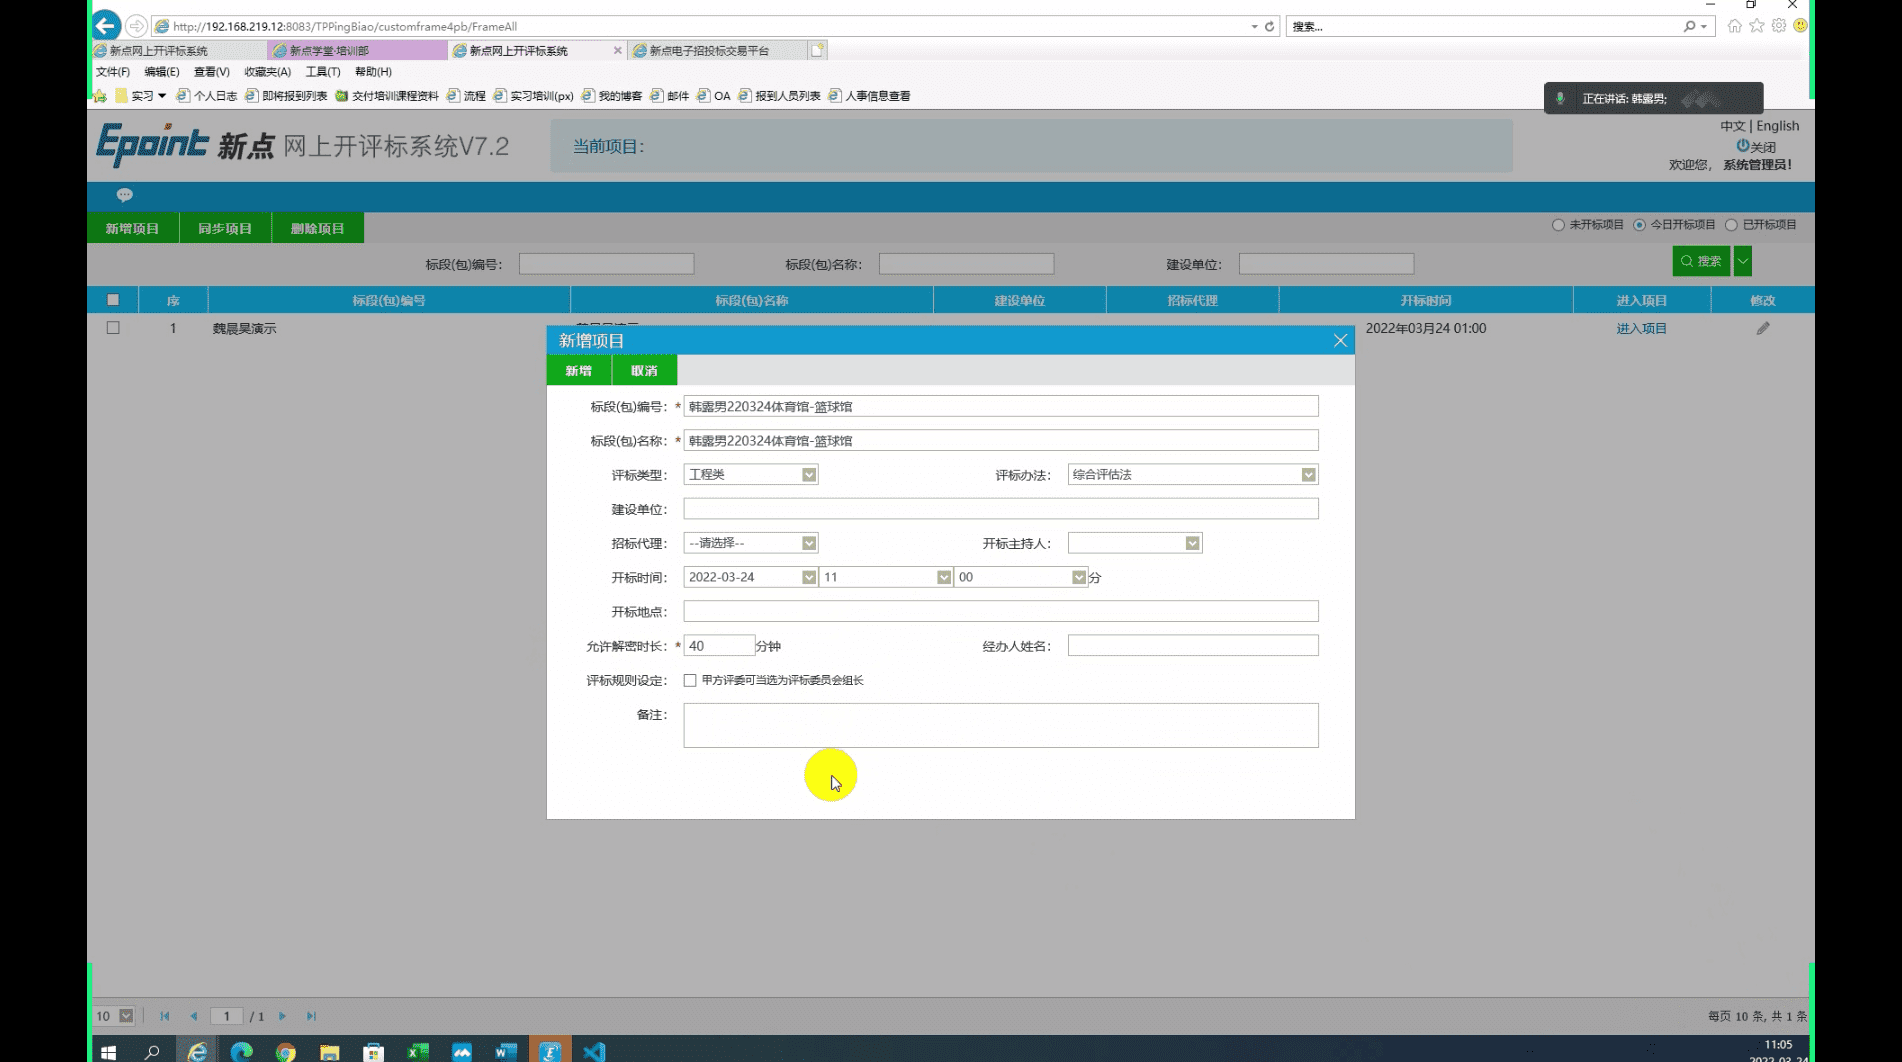 http://192.168.219.12:8083/TPPingBiao/customframe4pb/FrameAll
搜索...
新点网上开评标系统
新点学堂·培训部
新点网上开评标系统
新点电子招投标交易平台
文件(F) 编辑(E) 查看(V) 收藏夹(A) 工具(T) 帮助(H)
实习 个人日志 即将报到列表 交付培训课程资料 流程 实习培训(px) 我的博客 邮件 OA 报到人员列表 人事信息查看
正在讲话: 韩露男;
Epoint 新点 网上开评标系统V7.2
当前项目：
中文 | English
关闭
欢迎您， 系统管理员!
新增项目 同步项目 删除项目
未开标项目 今日开标项目 已开标项目
标段(包)编号： 标段(包)名称： 建设单位： 搜索
序 标段(包)编号 标段(包)名称 建设单位 招标代理 开标时间 进入项目 修改
1 魏晨昊演示 2022年03月24 01:00 进入项目
新增项目
新增 取消
标段(包)编号：* 韩露男220324体育馆-篮球馆
标段(包)名称：* 韩露男220324体育馆-篮球馆
评标类型： 工程类 评标办法： 综合评估法
建设单位：
招标代理： --请选择-- 开标主持人：
开标时间： 2022-03-24 11 00 分
开标地点：
允许解密时长：* 40 分钟 经办人姓名：
评标规则设定： 甲方评委可当选为评标委员会组长
备注：
10 1 / 1 每页 10 条, 共 1 条
11:05
2022-03-24